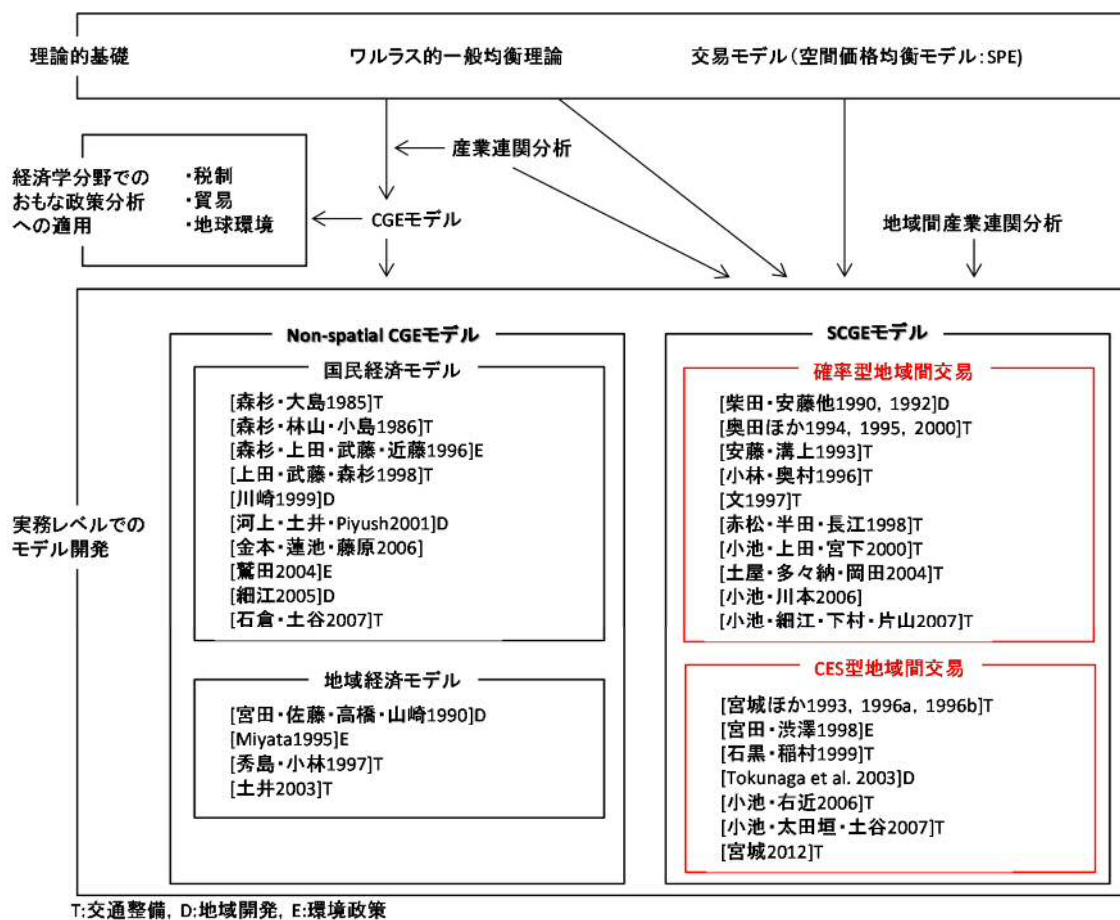 理論的基礎
ワルラス的一般均衡理論
交易モデル(空間価格均衡モデル:SPE)
産業連関分析
経済学分野での
おもな政策分析
への適用
・税制
・貿易
・地球環境
CGEモデル
地域間産業連関分析
実務レベルでの
モデル開発
Non-spatial CGEモデル
国民経済モデル
[森杉・大島1985]T
[森杉・林山・小島1986]T
[森杉・上田・武藤・近藤1996]E
[上田・武藤・森杉1998]T
[川崎1999]D
[河上・土井・Piyush2001]D
[金本・蓮池・藤原2006]
[鷲田2004]E
[細江2005]D
[石倉・土谷2007]T
地域経済モデル
[宮田・佐藤・高橋・山崎1990]D
[Miyata1995]E
[秀島・小林1997]T
[土井2003]T
SCGEモデル
確率型地域間交易
[柴田・安藤他1990, 1992]D
[奥田ほか1994, 1995, 2000]T
[安藤・溝上1993]T
[小林・奥村1996]T
[文1997]T
[赤松・半田・長江1998]T
[小池・上田・宮下2000]T
[土屋・多々納・岡田2004]T
[小池・川本2006]
[小池・細江・下村・片山2007]T
CES型地域間交易
[宮城ほか1993, 1996a, 1996b]T
[宮田・渋澤1998]E
[石黒・稲村1999]T
[Tokunaga et al. 2003]D
[小池・右近2006]T
[小池・太田垣・土谷2007]T
[宮城2012]T
T:交通整備, D:地域開発, E:環境政策